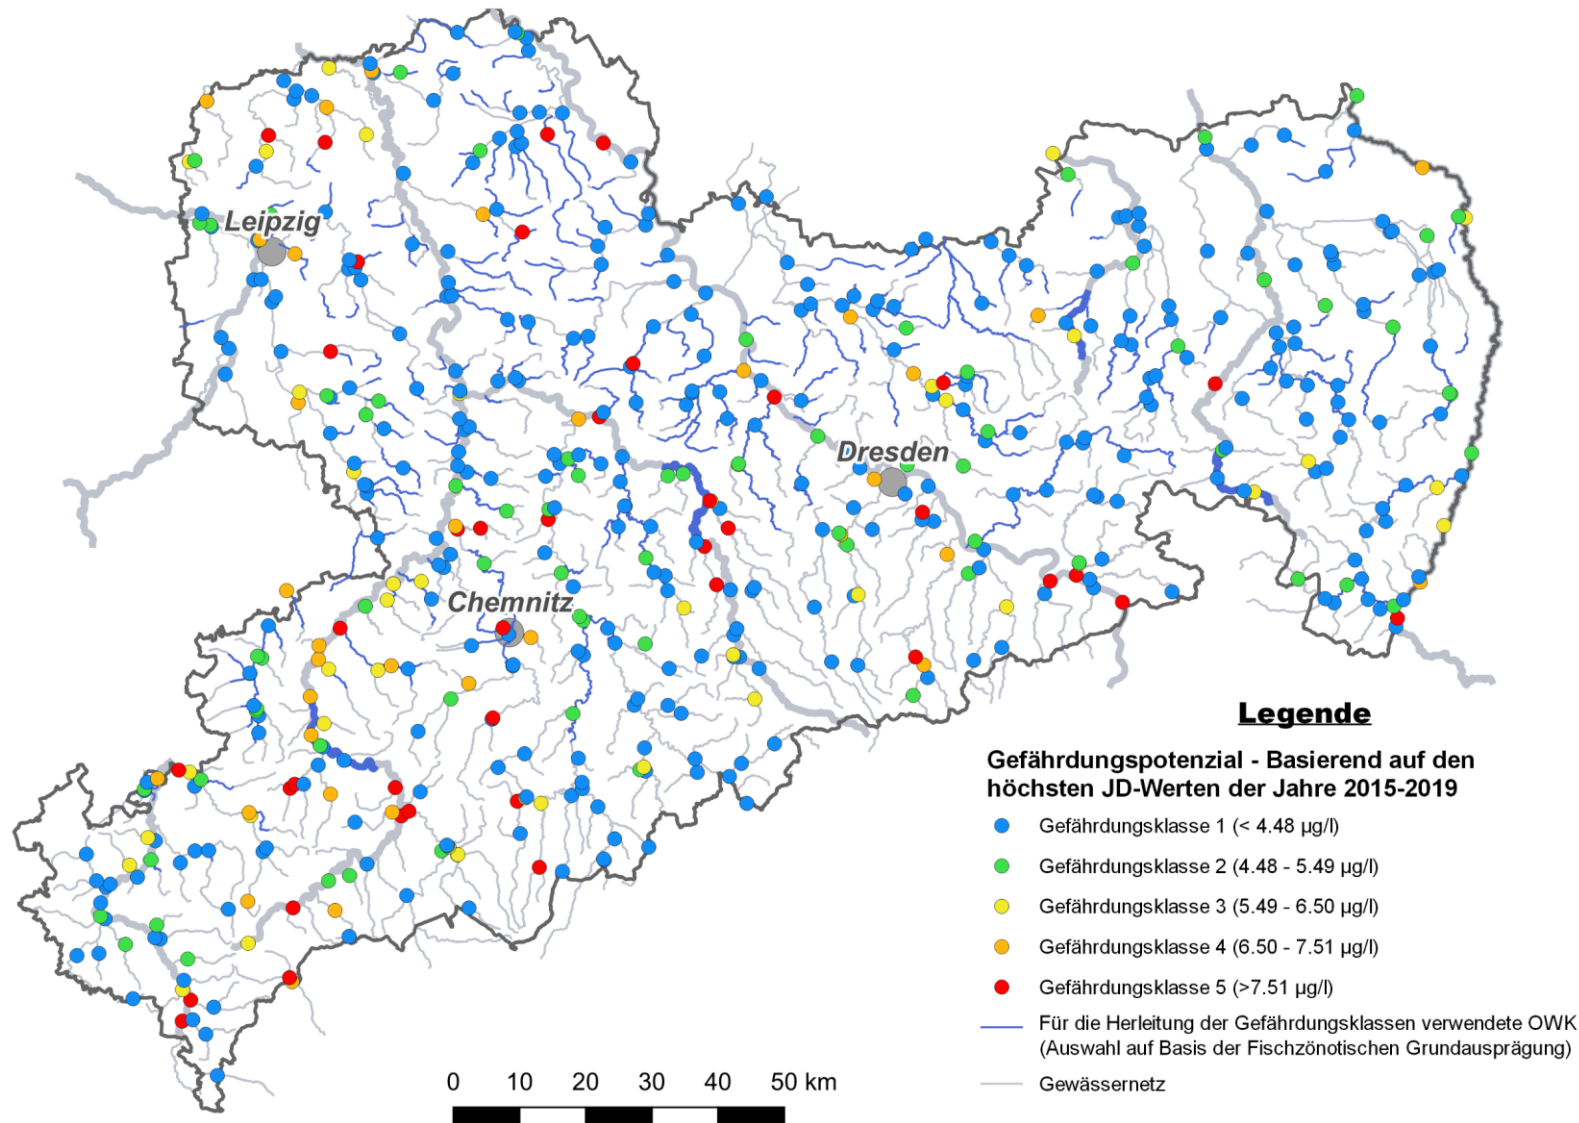 Leipzig
Dresden
Chemnitz
Legende
Gefährdungspotenzial - Basierend auf den
höchsten JD-Werten der Jahre 2015-2019
Gefährdungsklasse 1 (< 4.48 µg/l)
Gefährdungsklasse 2 (4.48 - 5.49 µg/l)
Gefährdungsklasse 3 (5.49 - 6.50 µg/l)
Gefährdungsklasse 4 (6.50 - 7.51 µg/l)
Gefährdungsklasse 5 (>7.51 µg/l)
Für die Herleitung der Gefährdungsklassen verwendete OWK
(Auswahl auf Basis der Fischzönotischen Grundausprägung)
Gewässernetz
0 10 20 30 40 50 km